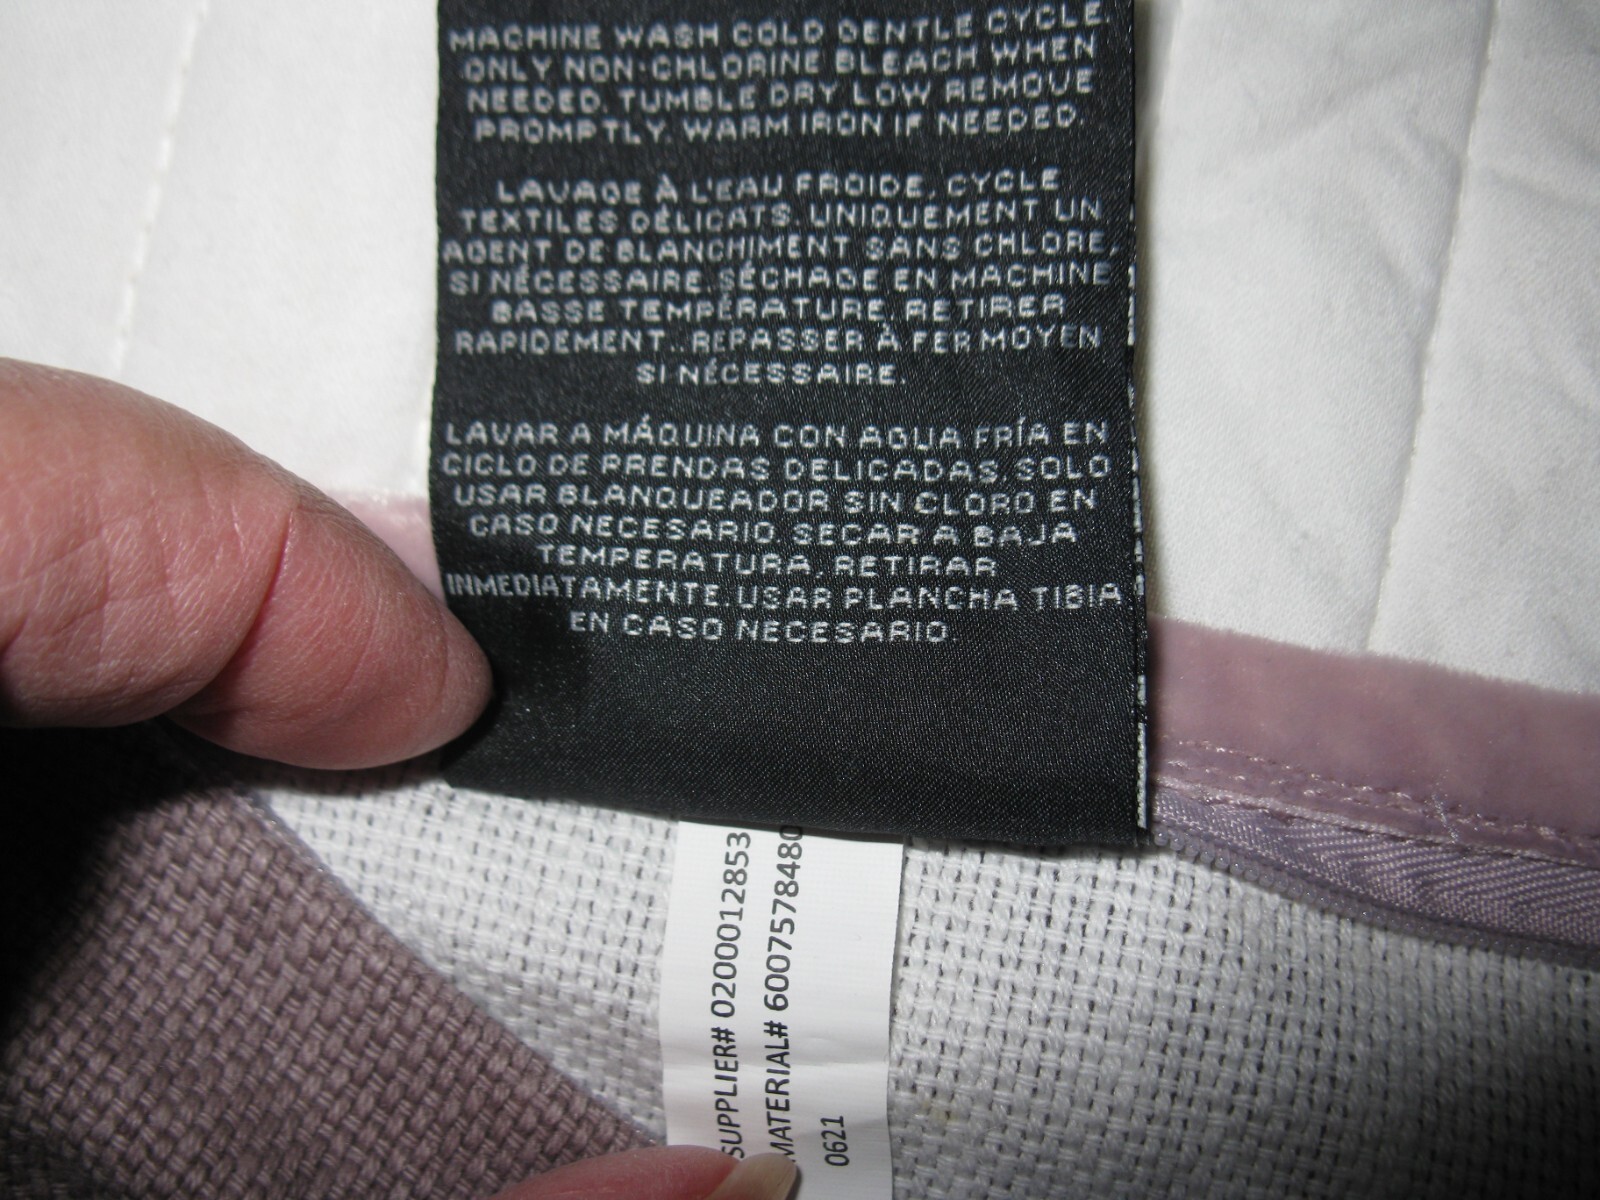 MACHINE WASH COLD GENTLE CYCLE.
ONLY NON-CHLORINE BLEACH WHEN
NEEDED. TUMBLE DRY LOW REMOVE
PROMPTLY. WARM IRON IF NEEDED.
LAVAGE À L'EAU FROIDE, CYCLE
TEXTILES DÉLICATS. UNIQUEMENT UN
AGENT DE BLANCHIMENT SANS CHLORE,
SI NÉCESSAIRE. SÉCHAGE EN MACHINE
BASSE TEMPÉRATURE, RETIRER
RAPIDEMENT.. REPASSER À FER MOYEN
SI NÉCESSAIRE.
LAVAR A MÁQUINA CON AGUA FRÍA EN
CICLO DE PRENDAS DELICADAS. SOLO
USAR BLANQUEADOR SIN CLORO EN
CASO NECESARIO. SECAR A BAJA
TEMPERATURA, RETIRAR
INMEDIATAMENTE. USAR PLANCHA TIBIA
EN CASO NECESARIO.
SUPPLIER# 0200012853
MATERIAL# 6007578480
0621